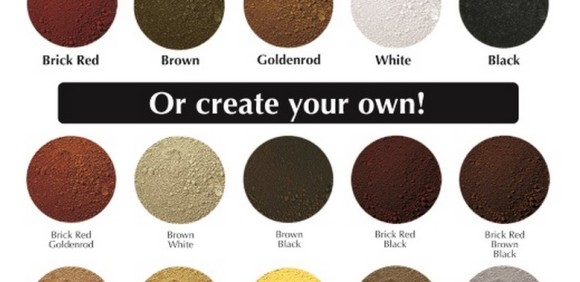 Brick Red Brown Goldenrod White Black
Or create your own!
Brick Red Brown Brown Brick Red Brick Red
Goldenrod White Black Black Brown
Black